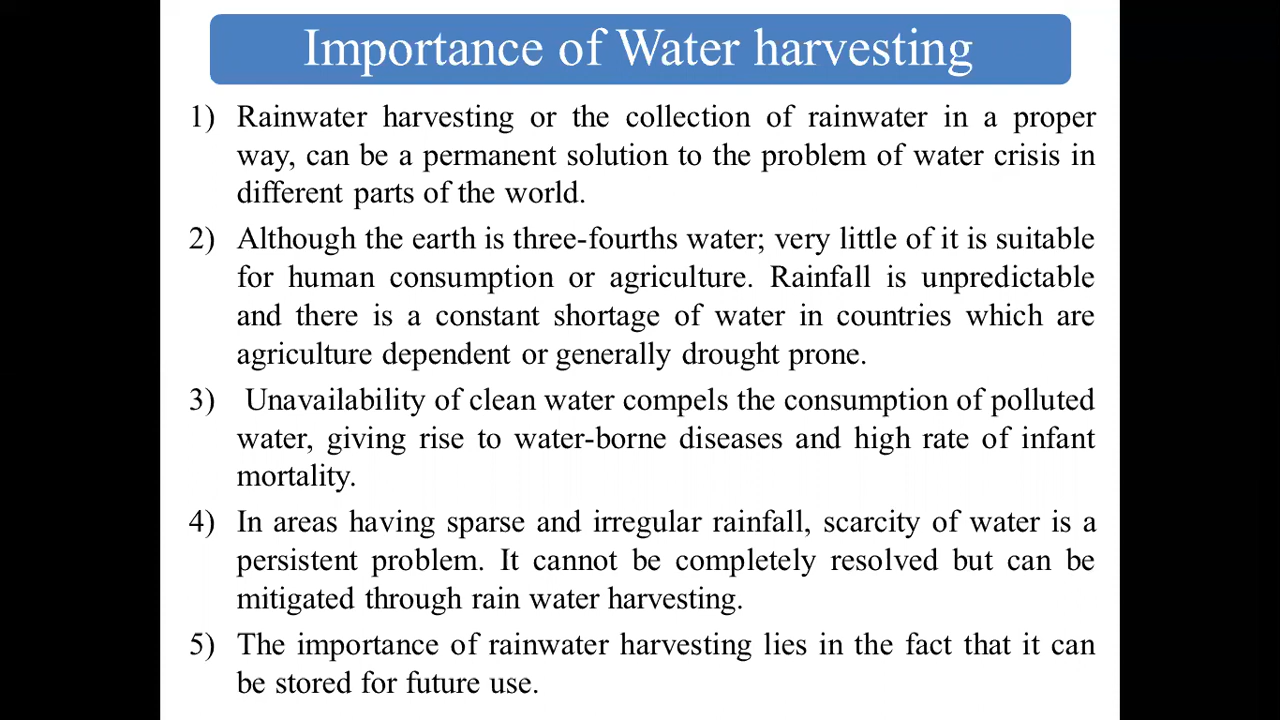 Importance of Water harvesting
1) Rainwater harvesting or the collection of rainwater in a proper
way, can be a permanent solution to the problem of water crisis in
different parts of the world.
2) Although the earth is three-fourths water; very little of it is suitable
for human consumption or agriculture. Rainfall is unpredictable
and there is a constant shortage of water in countries which are
agriculture dependent or generally drought prone.
3) Unavailability of clean water compels the consumption of polluted
water, giving rise to water-borne diseases and high rate of infant
mortality.
4) In areas having sparse and irregular rainfall, scarcity of water is a
persistent problem. It cannot be completely resolved but can be
mitigated through rain water harvesting.
5) The importance of rainwater harvesting lies in the fact that it can
be stored for future use.